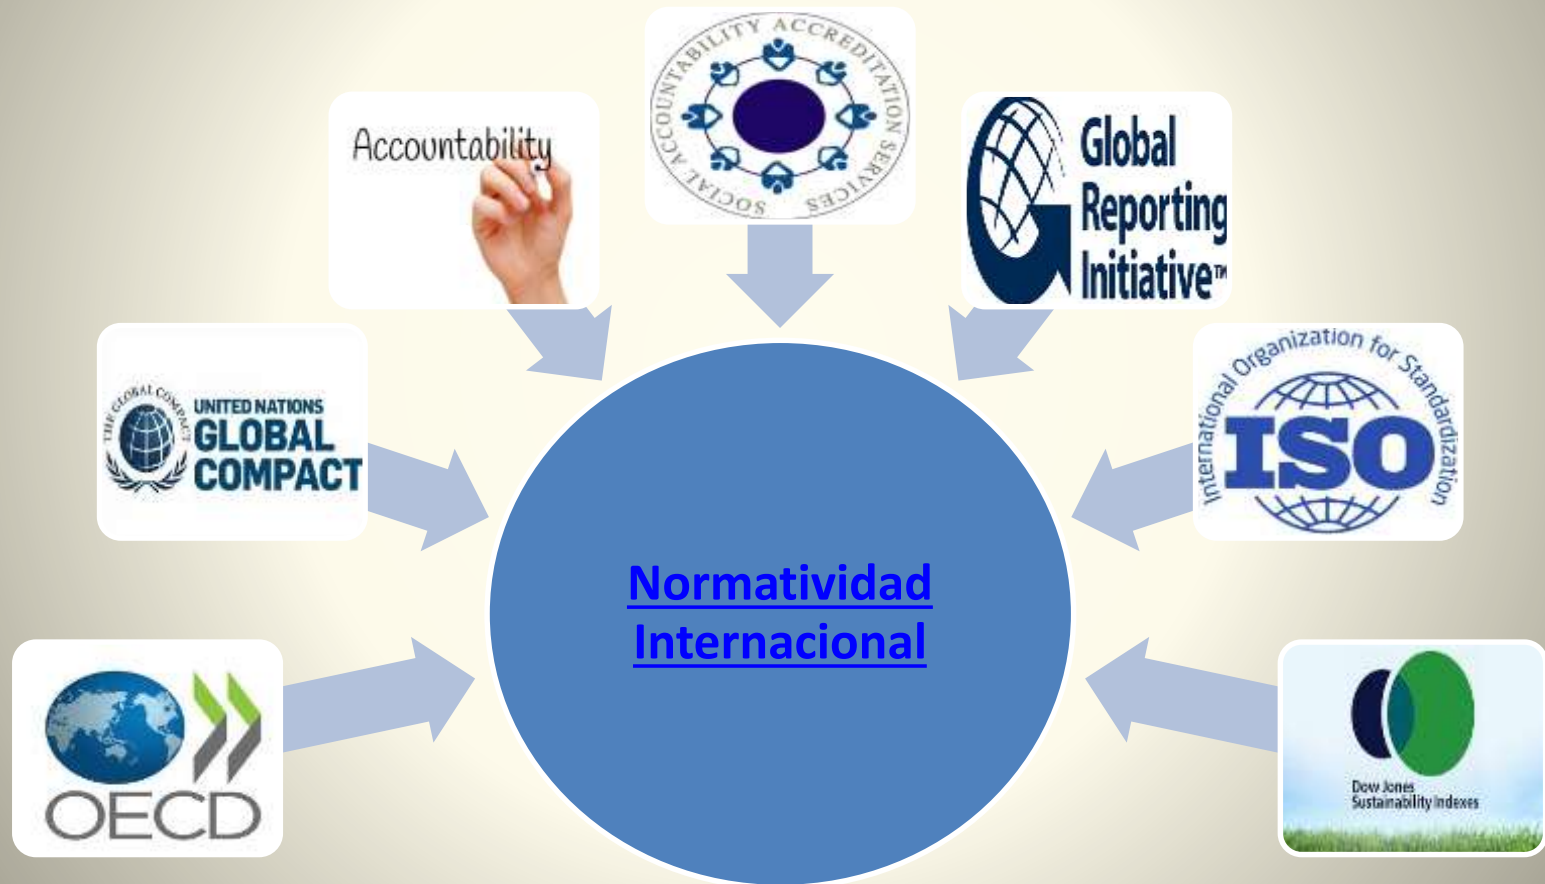 SOCIAL ACCOUNTABILITY ACCREDITATION SERVICES
Accountability
Global
Reporting
Initiative™
THE GLOBAL COMPACT
UNITED NATIONS
GLOBAL
COMPACT
International Organization for Standardization
ISO
Normatividad
Internacional
OECD
Dow Jones
Sustainability Indexes